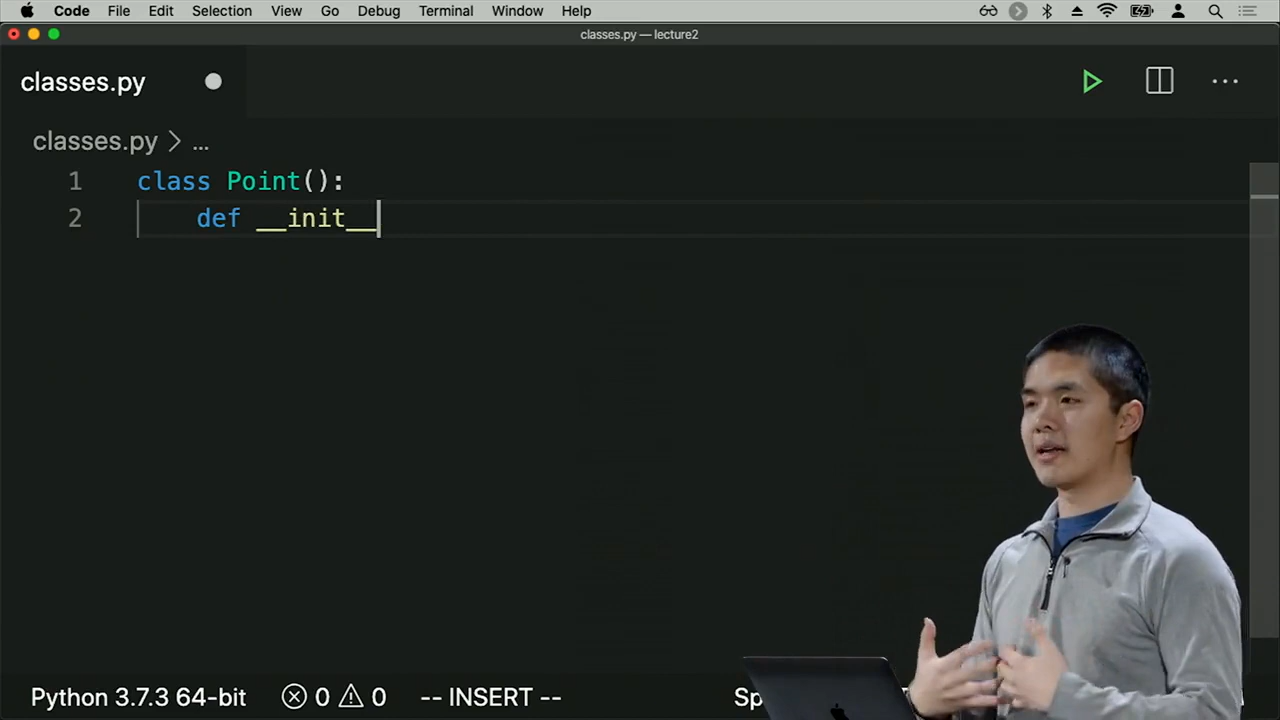 Code File Edit Selection View Go Debug Terminal Window Help
classes.py — lecture2
classes.py
classes.py > ...
1 class Point():
2 def __init__
Python 3.7.3 64-bit 0 0 -- INSERT -- Sp